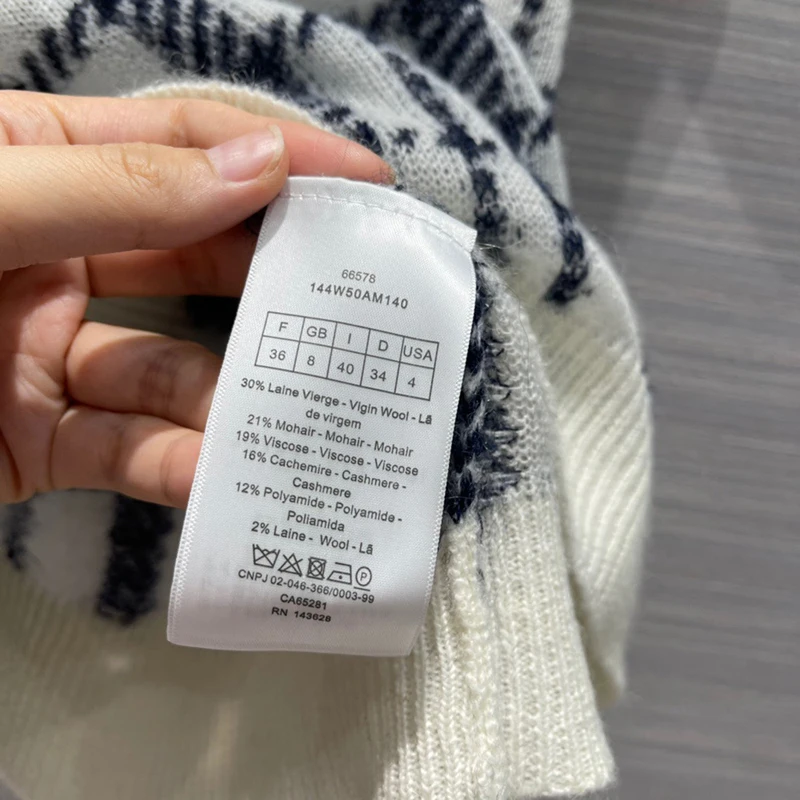 66578
144W50AM140
F GB I D USA
36 8 40 34 4
30% Laine Vierge - Vigin Wool - Lã
de virgem
21% Mohair - Mohair - Mohair
19% Viscose - Viscose - Viscose
16% Cachemire - Cashmere -
Cashmere
12% Polyamide - Polyamide -
Poliamida
2% Laine - Wool - Lã
P
CNPJ 02-046-366/0003-99
CA65281
RN 143628